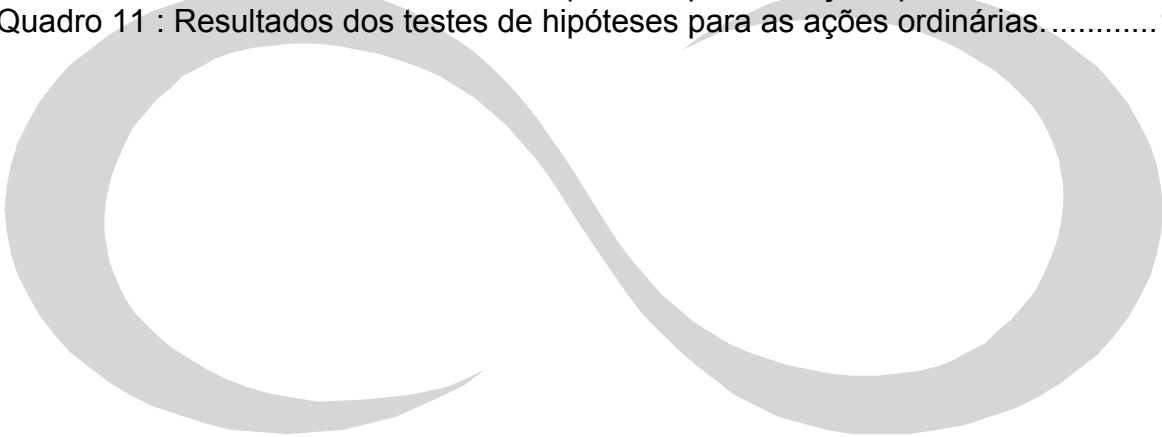 Quadro 11 : Resultados dos testes de hipóteses para as ações ordinárias.............